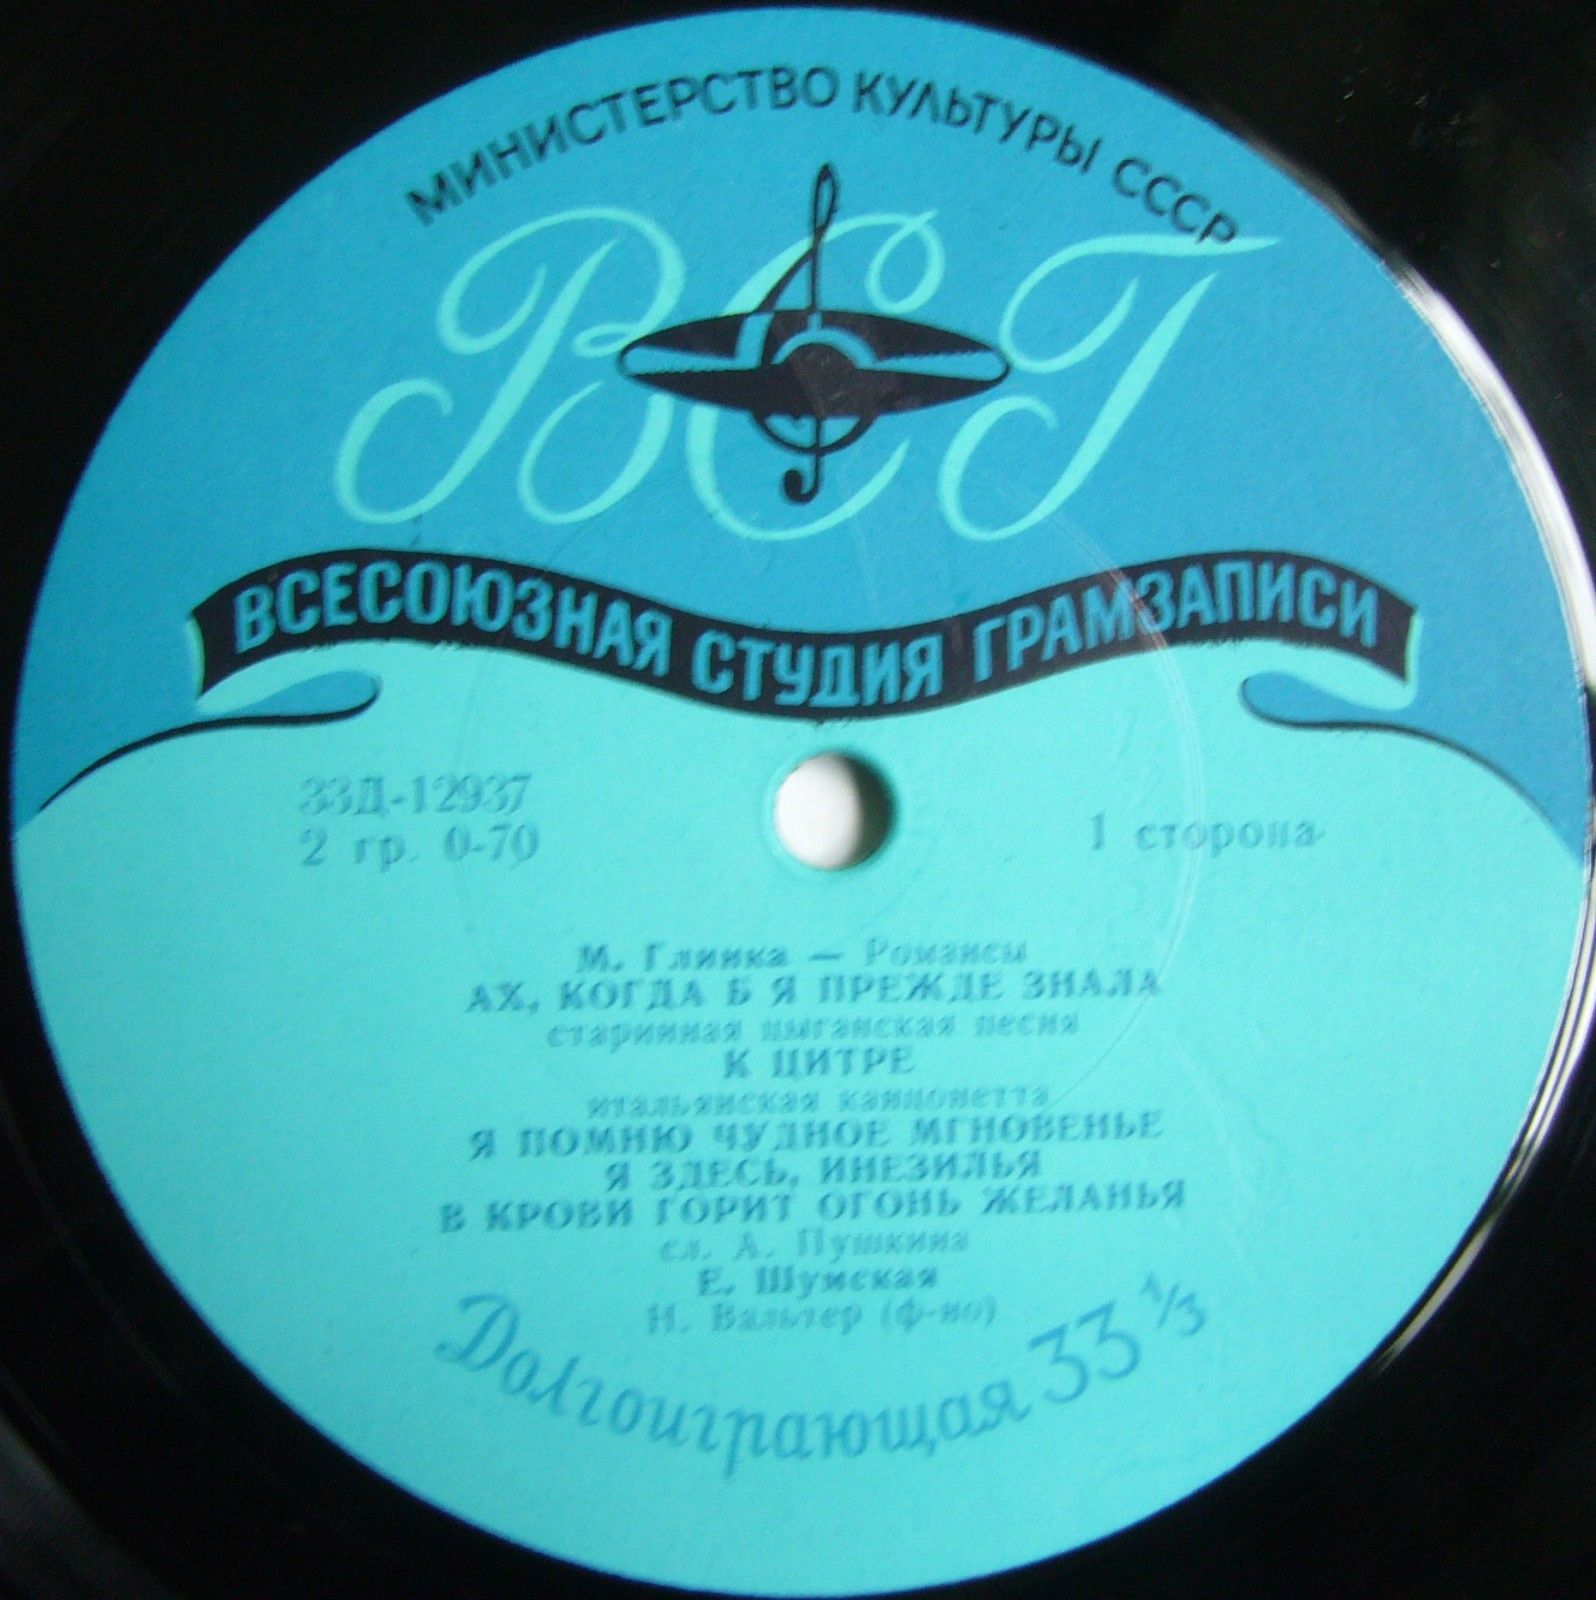 МИНИСТЕРСТВО КУЛЬТУРЫ СССР
ВСГ
ВСЕСОЮЗНАЯ СТУДИЯ ГРАМЗАПИСИ
33Д-12937
2 гр. 0-70
1 сторона
М. Глинка — Романсы
АХ, КОГДА Б Я ПРЕЖДЕ ЗНАЛА
старинная цыганская песня
К ЦИТРЕ
итальянская канцонетта
Я ПОМНЮ ЧУДНОЕ МГНОВЕНЬЕ
Я ЗДЕСЬ, ИНЕЗИЛЬЯ
В КРОВИ ГОРИТ ОГОНЬ ЖЕЛАНЬЯ
сл. А. Пушкина
Е. Шумская
Н. Вальтер (ф-но)
Долгоиграющая 33 1/3